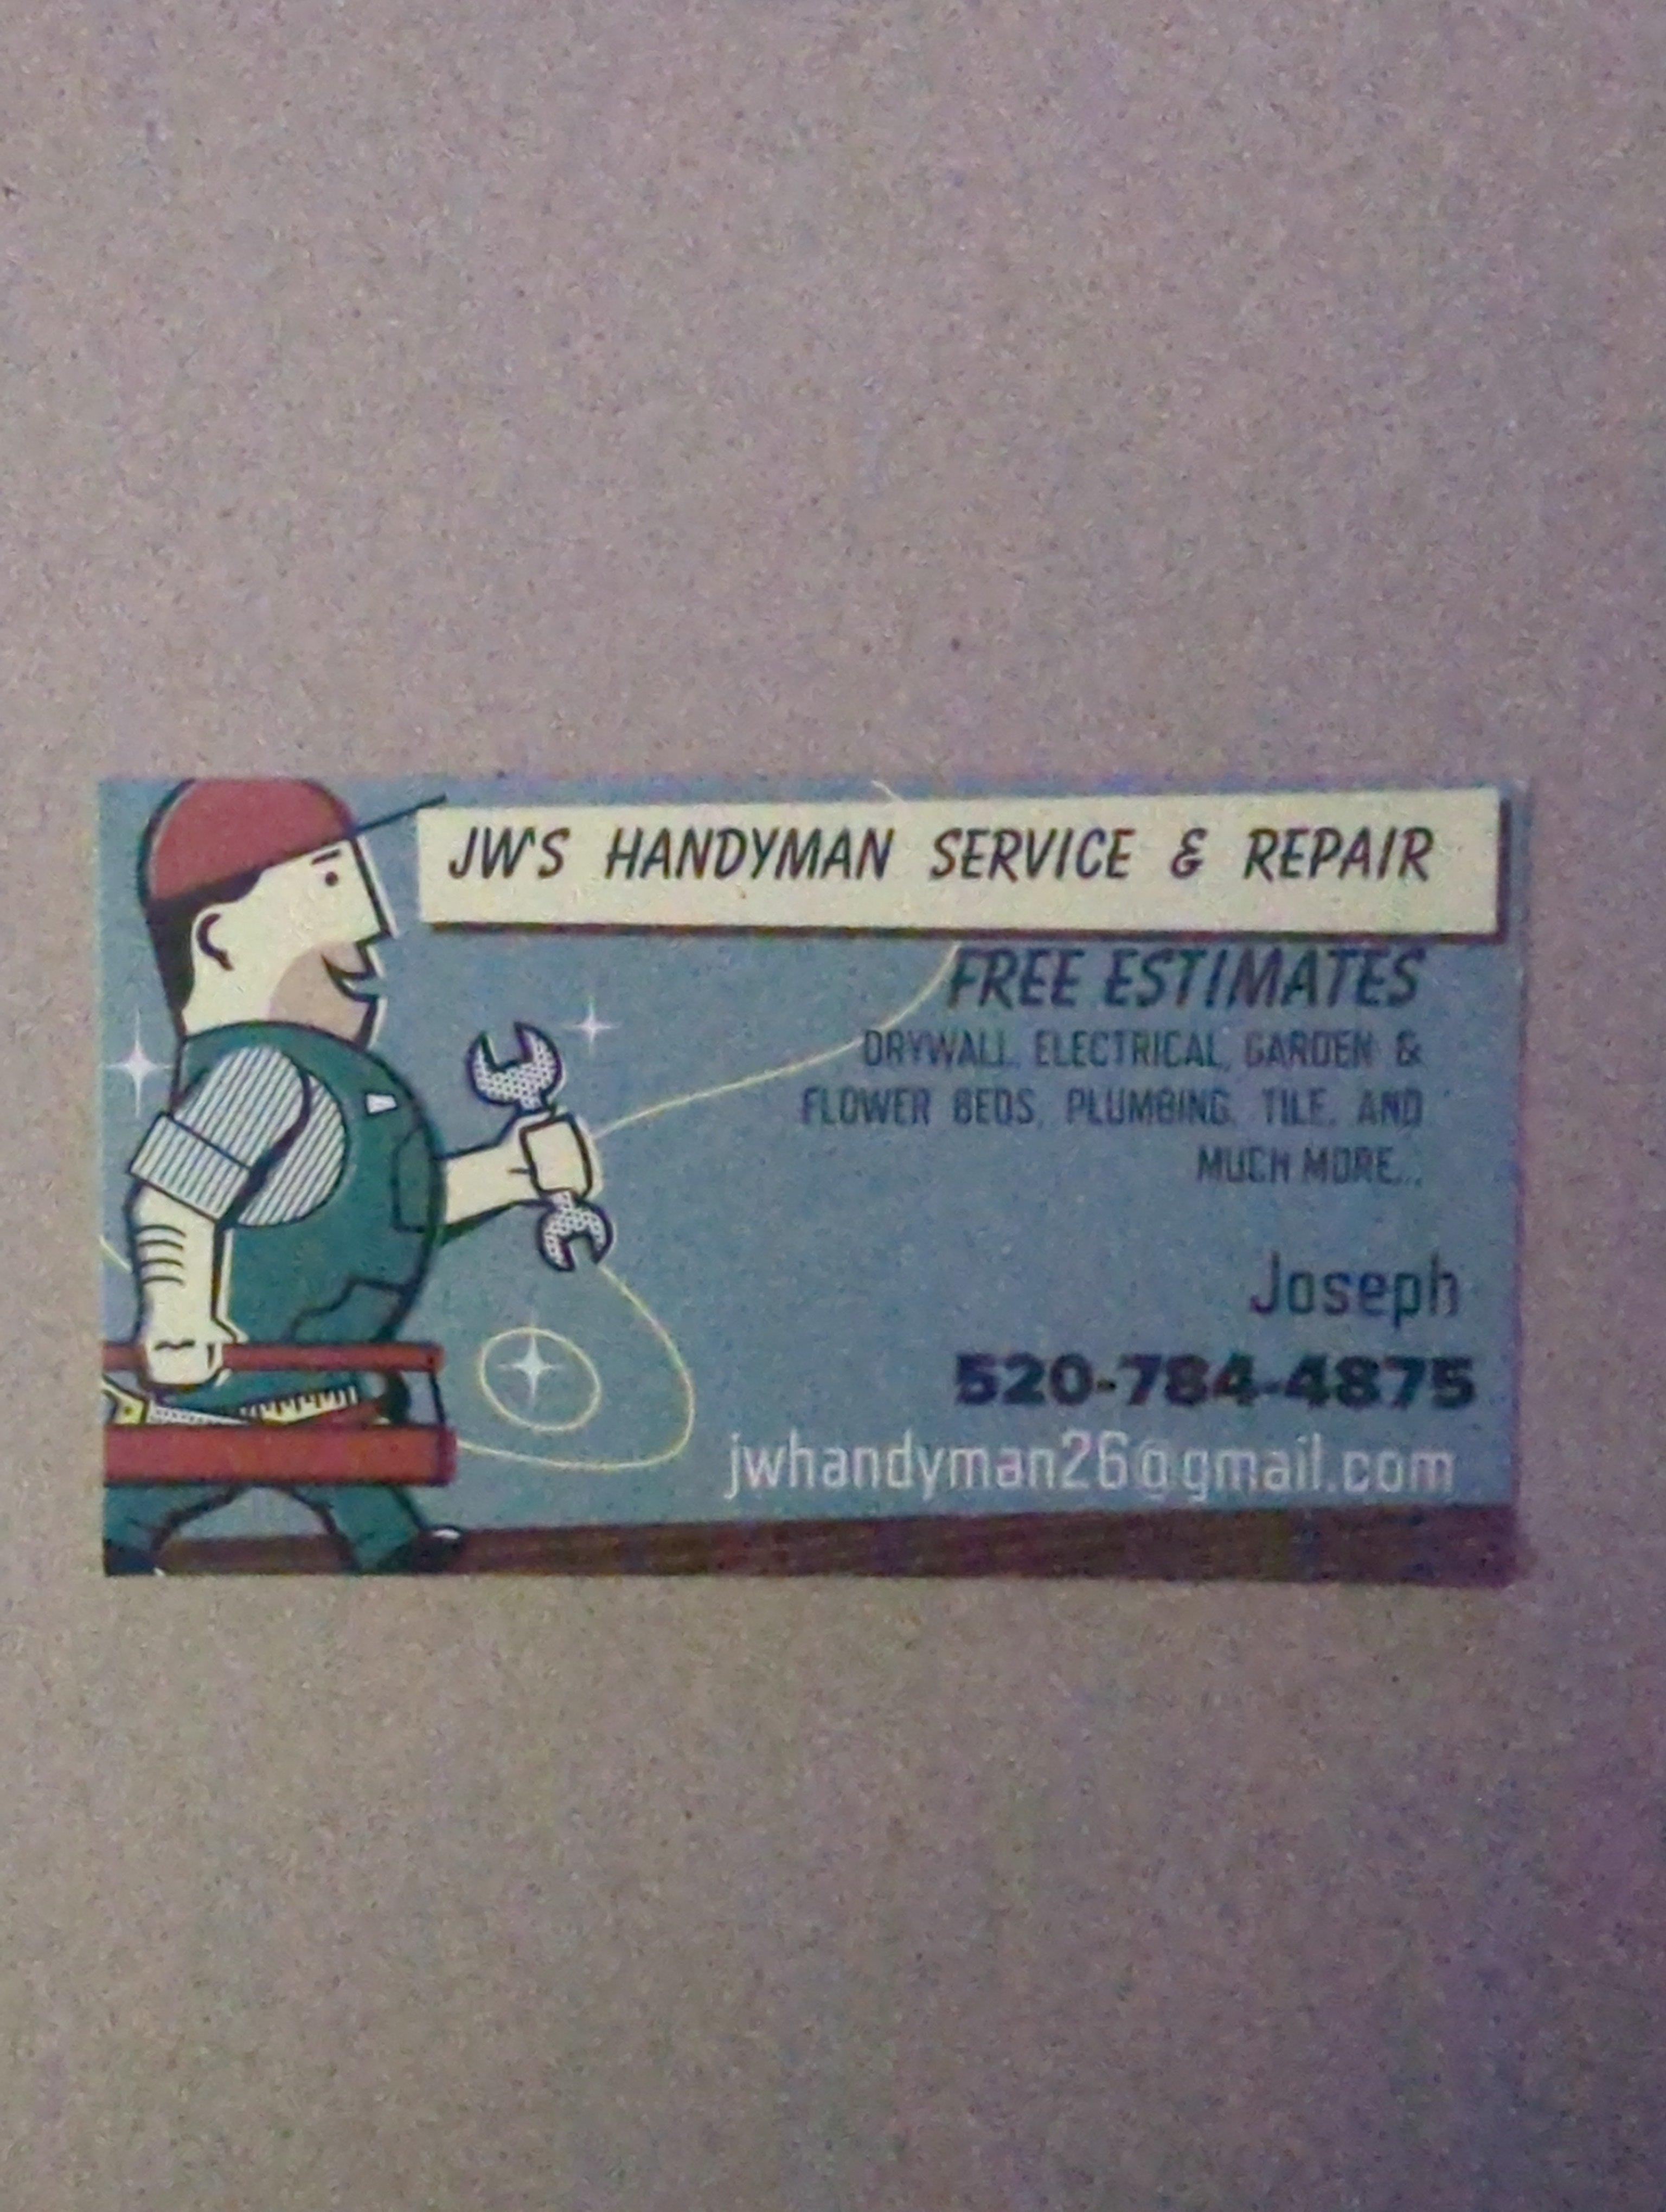 JW'S HANDYMAN SERVICE & REPAIR
FREE ESTIMATES
DRYWALL, ELECTRICAL, GARDEN &
FLOWER BEDS, PLUMBING, TILE, AND
MUCH MORE...
Joseph
520-784-4875
jwhandyman26@gmail.com